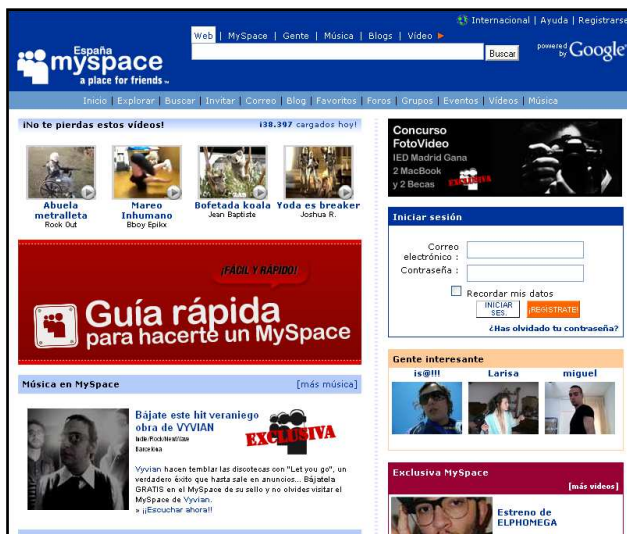 Internacional | Ayuda | Registrarse
Web | MySpace | Gente | Música | Blogs | Vídeo
España
myspace
a place for friends
Buscar
powered by Google
Inicio | Explorar | Buscar | Invitar | Correo | Blog | Favoritos | Foros | Grupos | Eventos | Vídeos | Música
¡No te pierdas estos vídeos!
138.397 cargados hoy!
Abuela metralleta
Rock Out
Mareo Inhumano
Bboy Epikx
Bofetada koala
Jean Baptiste
Yoda es breaker
Joshua R.
¡FÁCIL Y RÁPIDO!
Guía rápida
para hacerte un MySpace
Música en MySpace
[más música]
Bájate este hit veraniego
obra de VYVIAN
Indie/Rock/New Wave
Barcelona
EXCLUSIVA
Vyvian hacen temblar las discotecas con "Let you go", un
verdadero éxito que hasta sale en anuncios... Bájatela
GRATIS en el MySpace de su sello y no olvides visitar el
MySpace de Vyvian.
» ¡¡Escuchar ahora!!
Concurso
FotoVideo
IED Madrid Gana
2 MacBook
y 2 Becas
EXCLUSIVA
Iniciar sesión
Correo
electrónico :
Contraseña :
Recordar mis datos
INICIAR
SES.
¡REGISTRATE!
¿Has olvidado tu contraseña?
Gente interesante
is@!!!
Larisa
miguel
Exclusiva MySpace
[más videos]
Estreno de
ELPHOMEGA